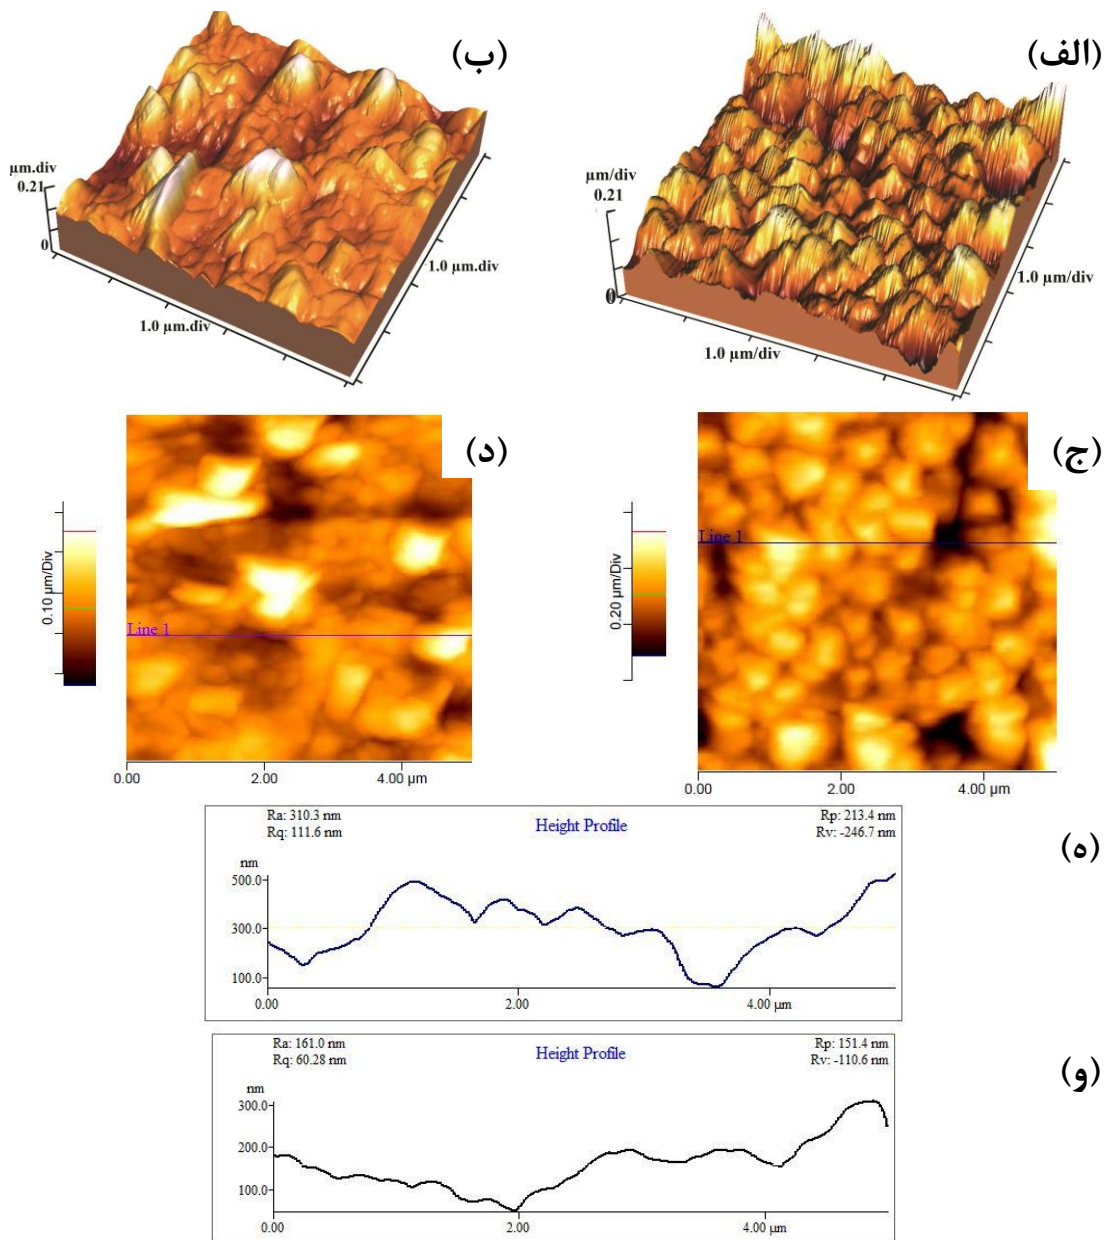 (الف)
(ب)
µm/div
0.21
0
1.0 µm/div
1.0 µm/div
µm.div
0.21
0
1.0 µm.div
1.0 µm.div
(ج)
0.20 µm/Div
Line 1
0.00 2.00 4.00 µm
(د)
0.10 µm/Div
Line 1
0.00 2.00 4.00 µm
(ه)
Ra: 310.3 nm Height Profile Rp: 213.4 nm
Rq: 111.6 nm Rv: -246.7 nm
nm
500.0
300.0
100.0
0.00 2.00 4.00 µm
(و)
Ra: 161.0 nm Height Profile Rp: 151.4 nm
Rq: 60.28 nm Rv: -110.6 nm
nm
300.0
200.0
100.0
0.00 2.00 4.00 µm